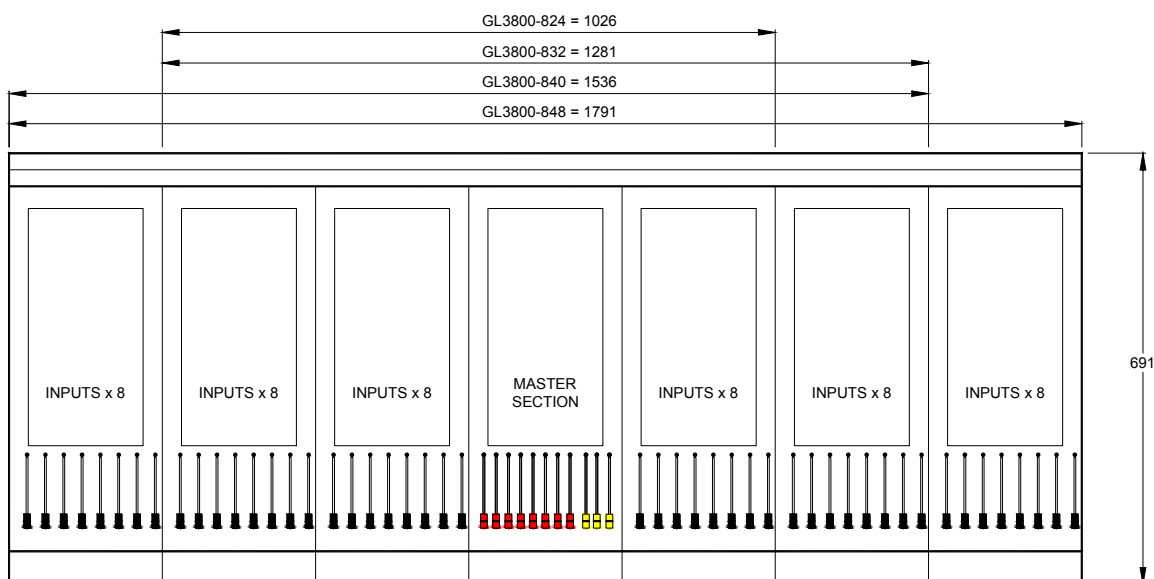 GL3800-824 = 1026
GL3800-832 = 1281
GL3800-840 = 1536
GL3800-848 = 1791
691
INPUTS x 8
INPUTS x 8
INPUTS x 8
MASTER
SECTION
INPUTS x 8
INPUTS x 8
INPUTS x 8